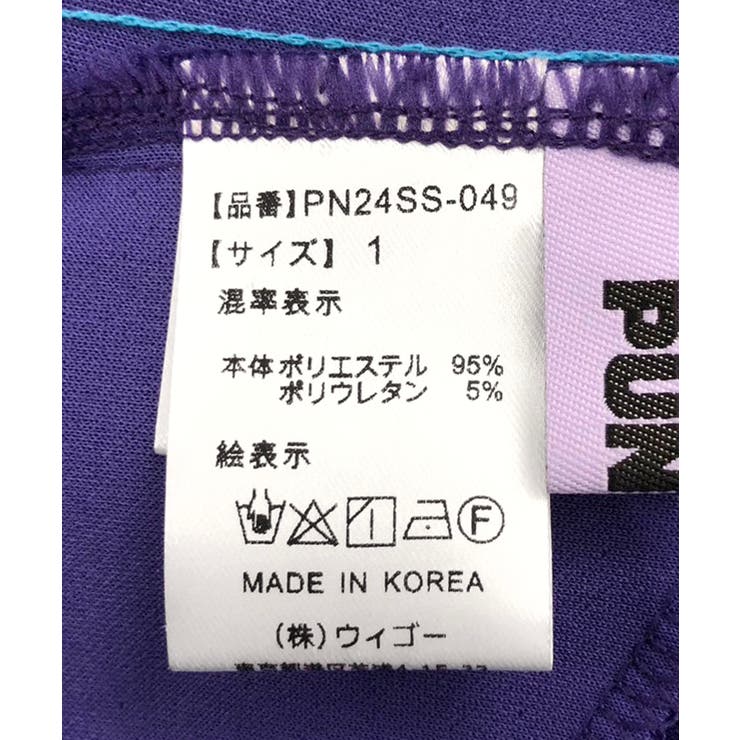 【品番】PN24SS-049
【サイズ】 1
混率表示
本体ポリエステル 95%
ポリウレタン 5%
絵表示
F
MADE IN KOREA
(株)ウィゴー
PUN